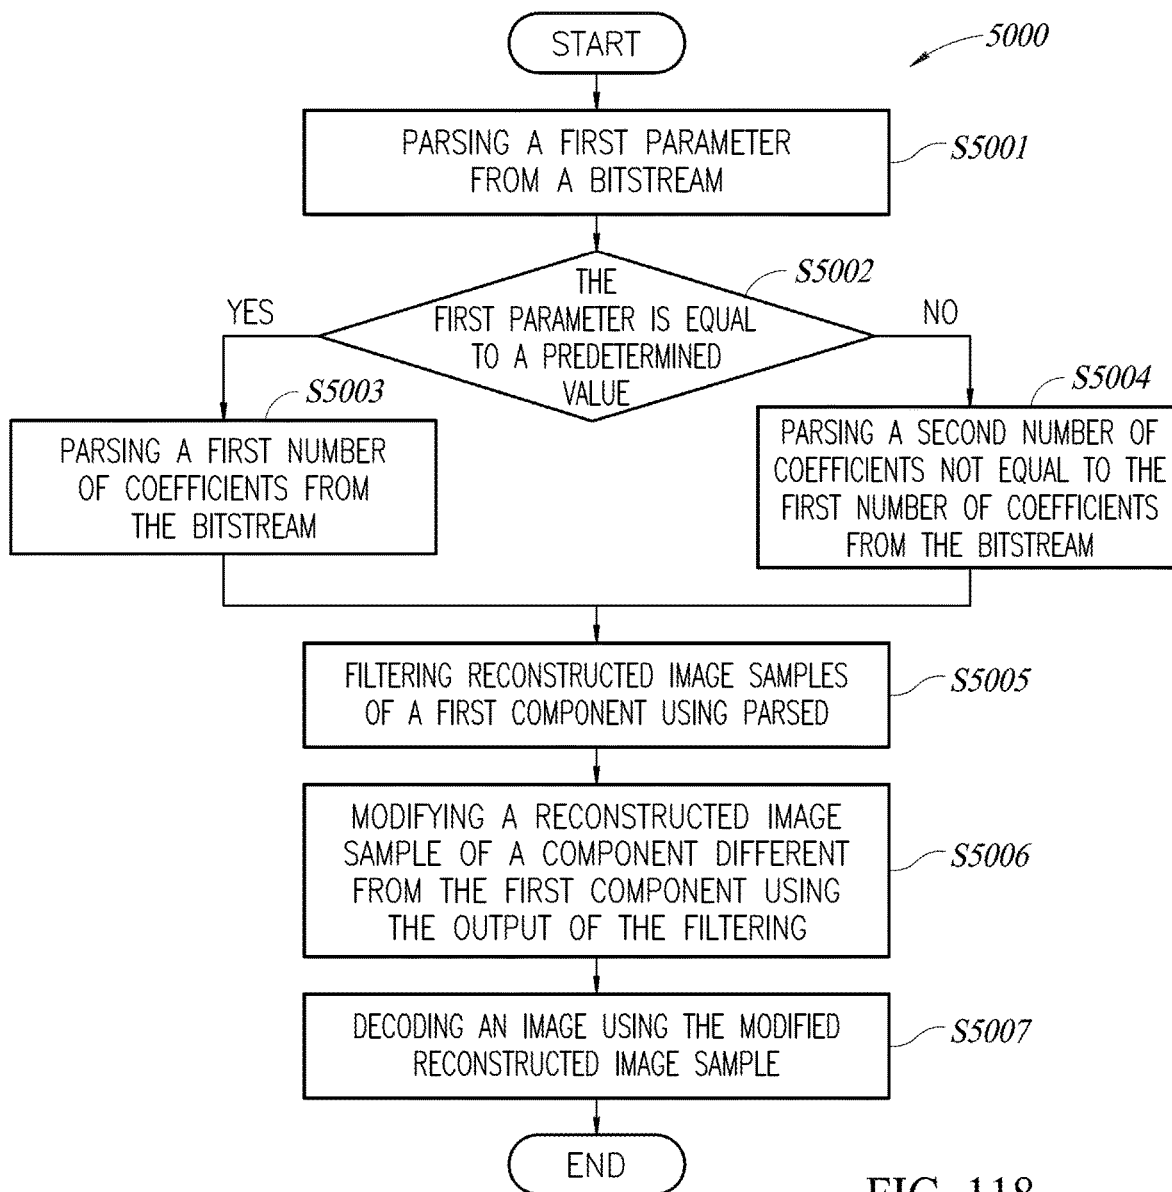 START
5000
PARSING A FIRST PARAMETER
FROM A BITSTREAM
S5001
THE
FIRST PARAMETER IS EQUAL
TO A PREDETERMINED
VALUE
S5002
YES
NO
S5003
PARSING A FIRST NUMBER
OF COEFFICIENTS FROM
THE BITSTREAM
S5004
PARSING A SECOND NUMBER OF
COEFFICIENTS NOT EQUAL TO THE
FIRST NUMBER OF COEFFICIENTS
FROM THE BITSTREAM
FILTERING RECONSTRUCTED IMAGE SAMPLES
OF A FIRST COMPONENT USING PARSED
S5005
MODIFYING A RECONSTRUCTED IMAGE
SAMPLE OF A COMPONENT DIFFERENT
FROM THE FIRST COMPONENT USING
THE OUTPUT OF THE FILTERING
S5006
DECODING AN IMAGE USING THE MODIFIED
RECONSTRUCTED IMAGE SAMPLE
S5007
END
FIG. 118